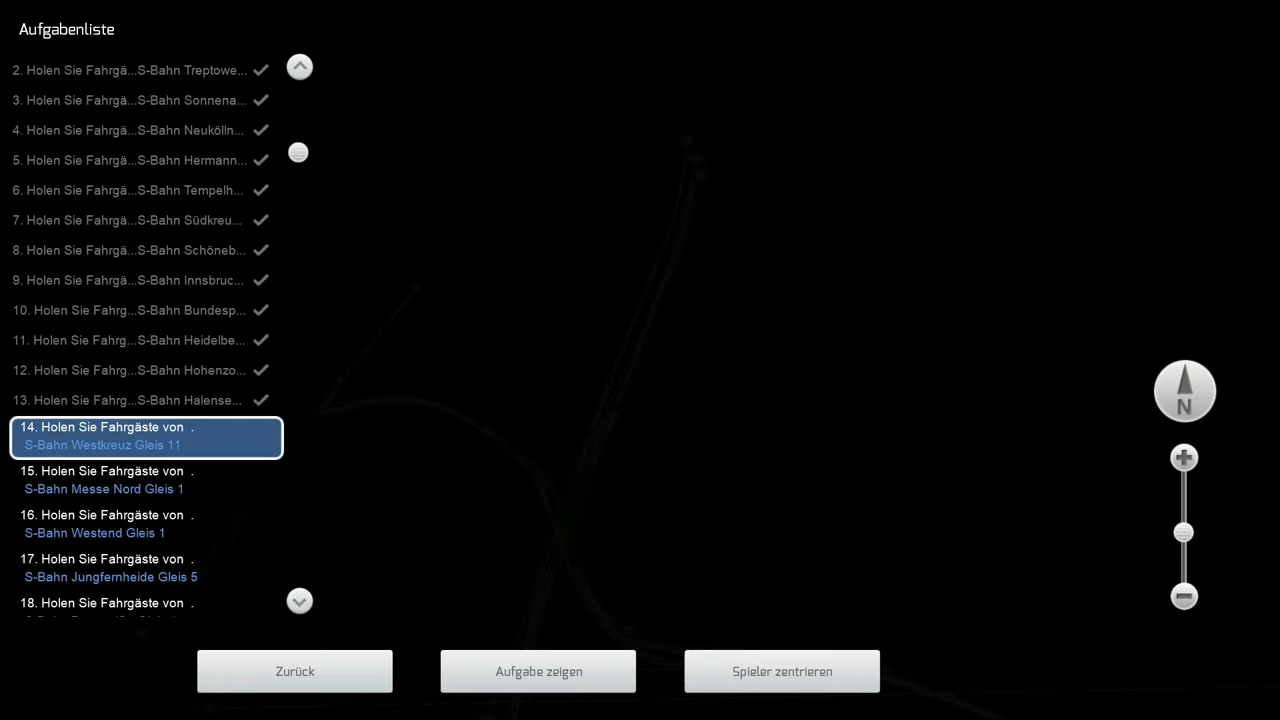 Aufgabenliste
2. Holen Sie Fahrgä...S-Bahn Treptowe...
3. Holen Sie Fahrgä...S-Bahn Sonnena...
4. Holen Sie Fahrgä...S-Bahn Neukölln...
5. Holen Sie Fahrgä...S-Bahn Hermann...
6. Holen Sie Fahrgä...S-Bahn Tempelh...
7. Holen Sie Fahrgä...S-Bahn Südkreu...
8. Holen Sie Fahrgä...S-Bahn Schöneb...
9. Holen Sie Fahrgä...S-Bahn Innsbruc...
10. Holen Sie Fahrg...S-Bahn Bundesp...
11. Holen Sie Fahrg...S-Bahn Heidelbe...
12. Holen Sie Fahrg...S-Bahn Hohenzo...
13. Holen Sie Fahrg...S-Bahn Halense...
14. Holen Sie Fahrgäste von .
S-Bahn Westkreuz Gleis 11
15. Holen Sie Fahrgäste von .
S-Bahn Messe Nord Gleis 1
16. Holen Sie Fahrgäste von .
S-Bahn Westend Gleis 1
17. Holen Sie Fahrgäste von .
S-Bahn Jungfernheide Gleis 5
18. Holen Sie Fahrgäste von .
N
Zurück
Aufgabe zeigen
Spieler zentrieren